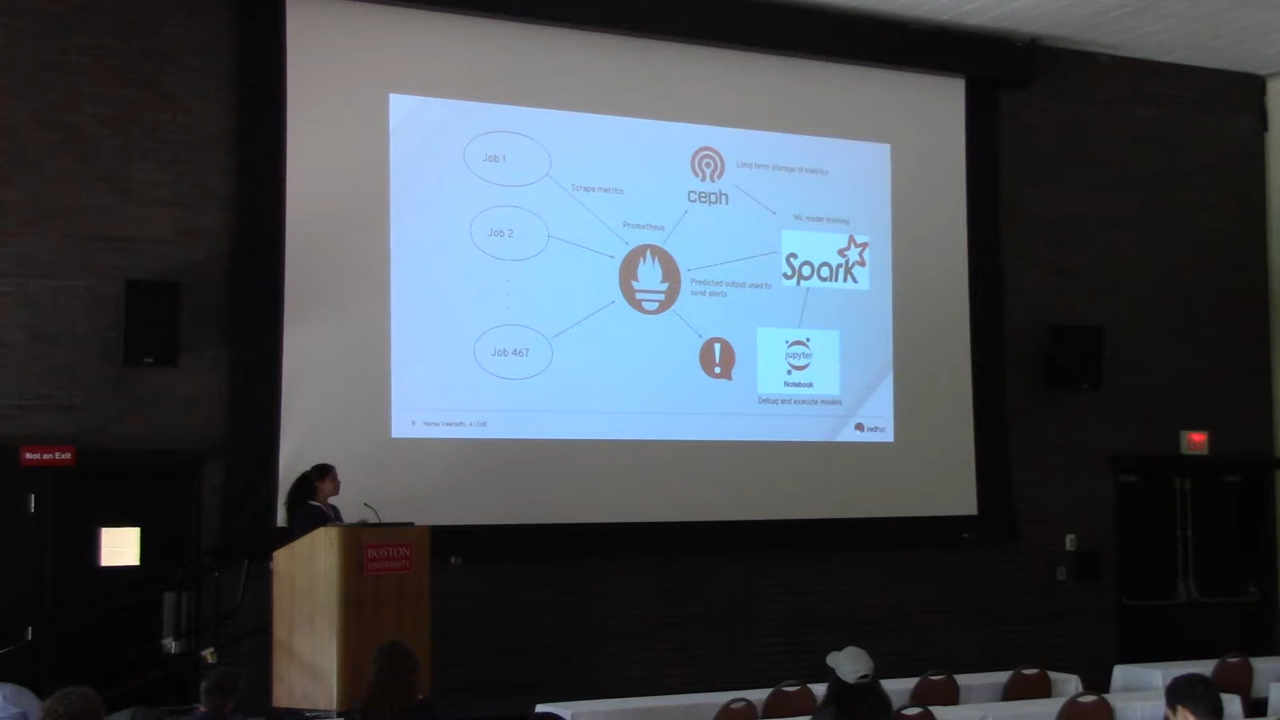 Job 1
Scrape metrics
Job 2
.
.
.
Job 467
Prometheus
ceph
Long term storage of metrics
ML model training
Spark
Predicted output used to
send alerts
!
jupyter
Notebook
Debug and execute models
redhat
Not an Exit
BOSTON
UNIVERSITY